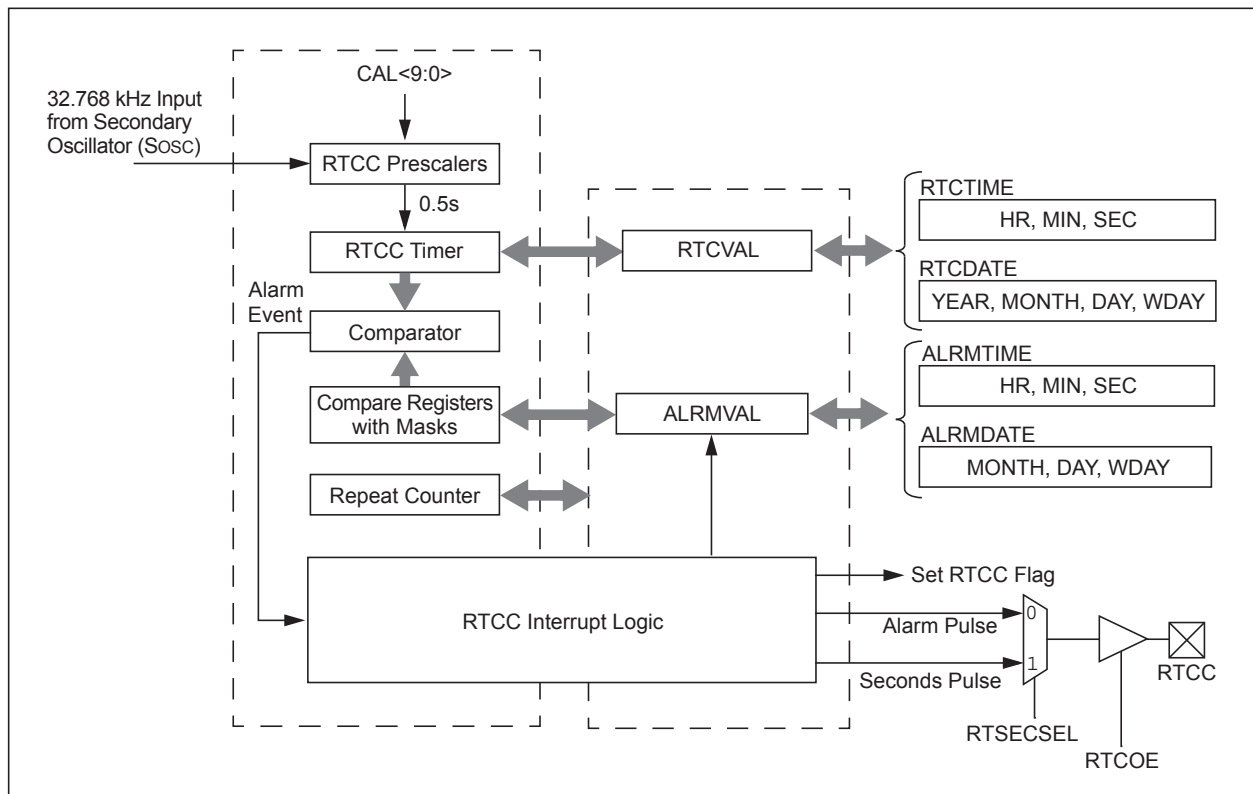 CAL<9:0>
32.768 kHz Input
from Secondary
Oscillator (SOSC)
RTCC Prescalers
0.5s
RTCC Timer
RTCVAL
RTCTIME
HR, MIN, SEC
RTCDATE
YEAR, MONTH, DAY, WDAY
Alarm
Event
Comparator
Compare Registers
with Masks
ALRMVAL
ALRMTIME
HR, MIN, SEC
ALRMDATE
MONTH, DAY, WDAY
Repeat Counter
RTCC Interrupt Logic
Set RTCC Flag
Alarm Pulse
0
Seconds Pulse
1
RTCC
RTSECSEL
RTCOE